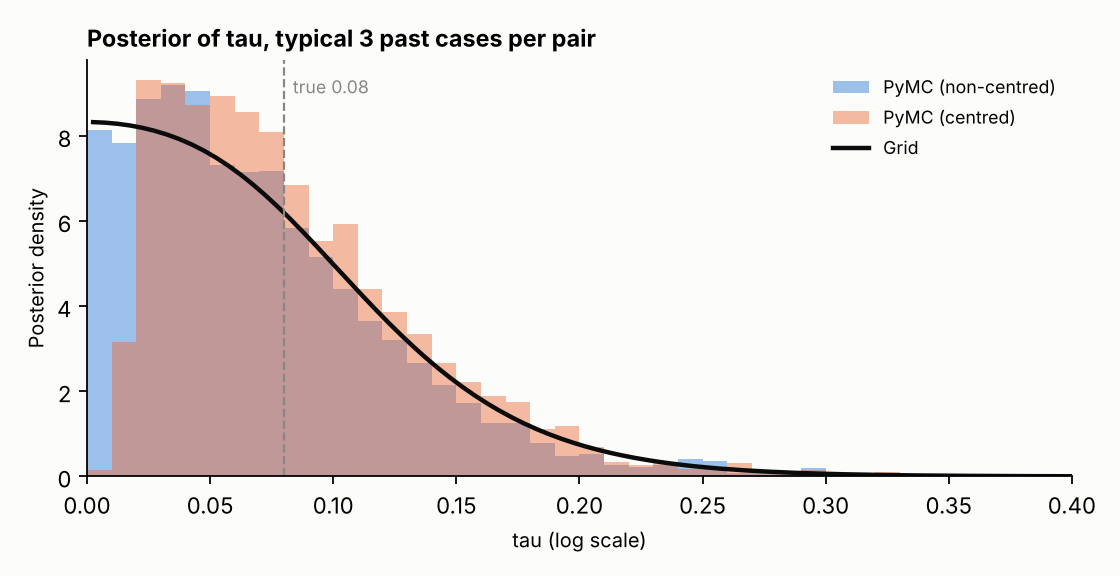 Posterior of tau, typical 3 past cases per pair
true 0.08
PyMC (non-centred)
PyMC (centred)
Grid
Posterior density
8
6
4
2
0
0.00 0.05 0.10 0.15 0.20 0.25 0.30 0.35 0.40
tau (log scale)